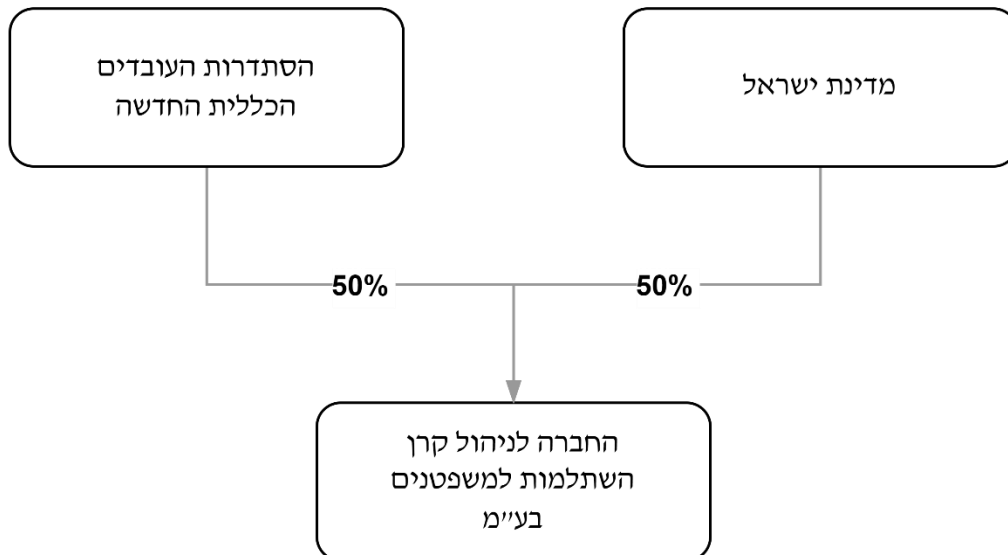 מדינת ישראל
הסתדרות העובדים
הכללית החדשה
50%
50%
החברה לניהול קרן
השתלמות למשפטנים
בע״מ